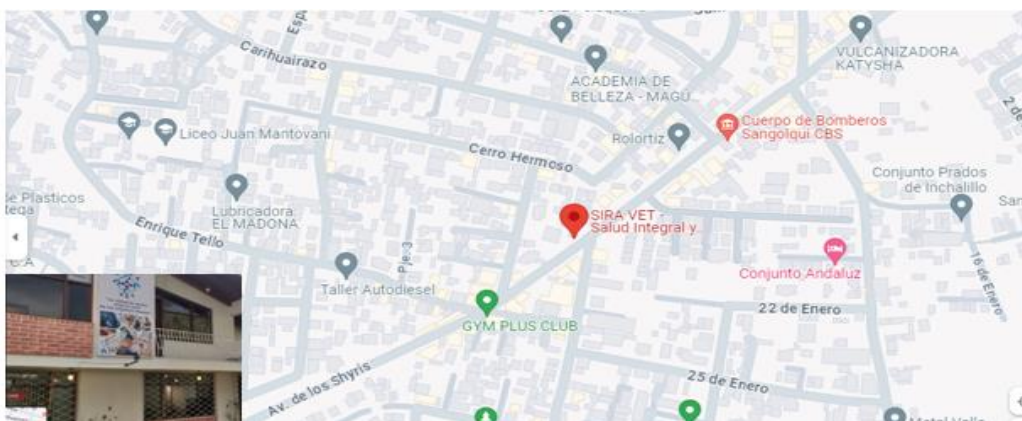 Carihuairazo
ACADEMIA DE
BELLEZA - MAGU...
VULCANIZADORA
KATYSHA
Liceo Juan Mantovani
Rolortiz
Cuerpo de Bomberos
Sangolqui CBS
Cerro Hermoso
Conjunto Prados
de Inchalillo
de Plasticos
Lubricadora
EL MADONA
SIRA VET -
Salud Integral y...
Enrique Tello
Pje.3
C.A
Taller Autodiesel
Conjunto Andaluz
16 de Enero
GYM PLUS CLUB
22 de Enero
25 de Enero
Av. de los Shyris